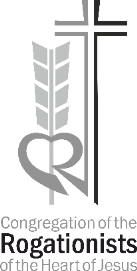 Congregation of the
Rogationists
of the Heart of Jesus